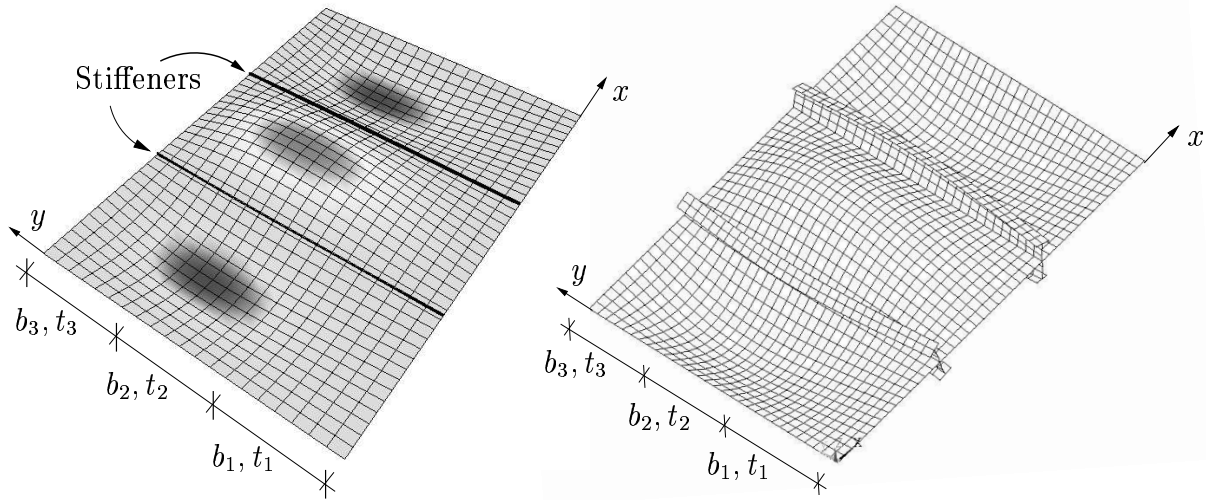 Stiffeners
x
y
b₃, t₃
b₂, t₂
b₁, t₁
x
y
b₃, t₃
b₂, t₂
b₁, t₁